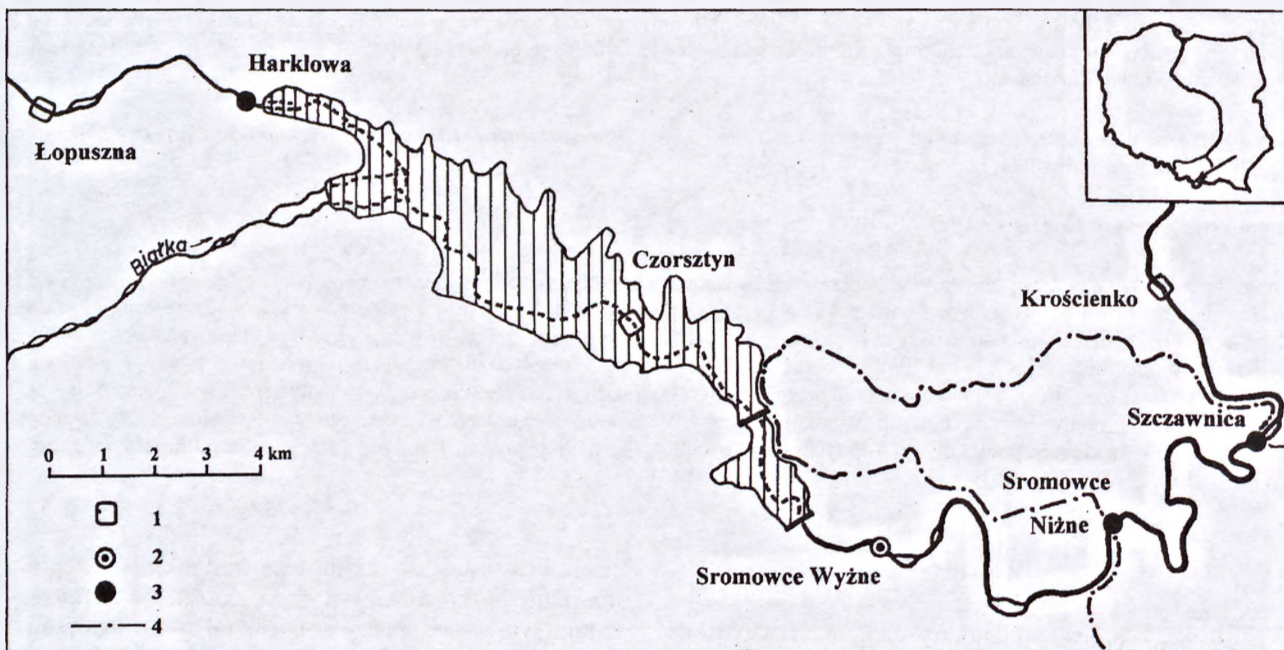 Harklowa
Łopuszna
Białka
Czorsztyn
Krościenko
Szczawnica
0 1 3 4 km
Sromowce
Niżne
Sromowce Wyżne
1
2
3
4